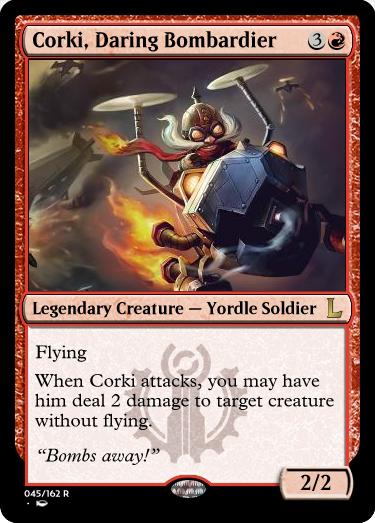 Corki, Daring Bombardier 3
Legendary Creature — Yordle Soldier L
Flying
When Corki attacks, you may have
him deal 2 damage to target creature
without flying.
“Bombs away!”
045/162 R
2/2